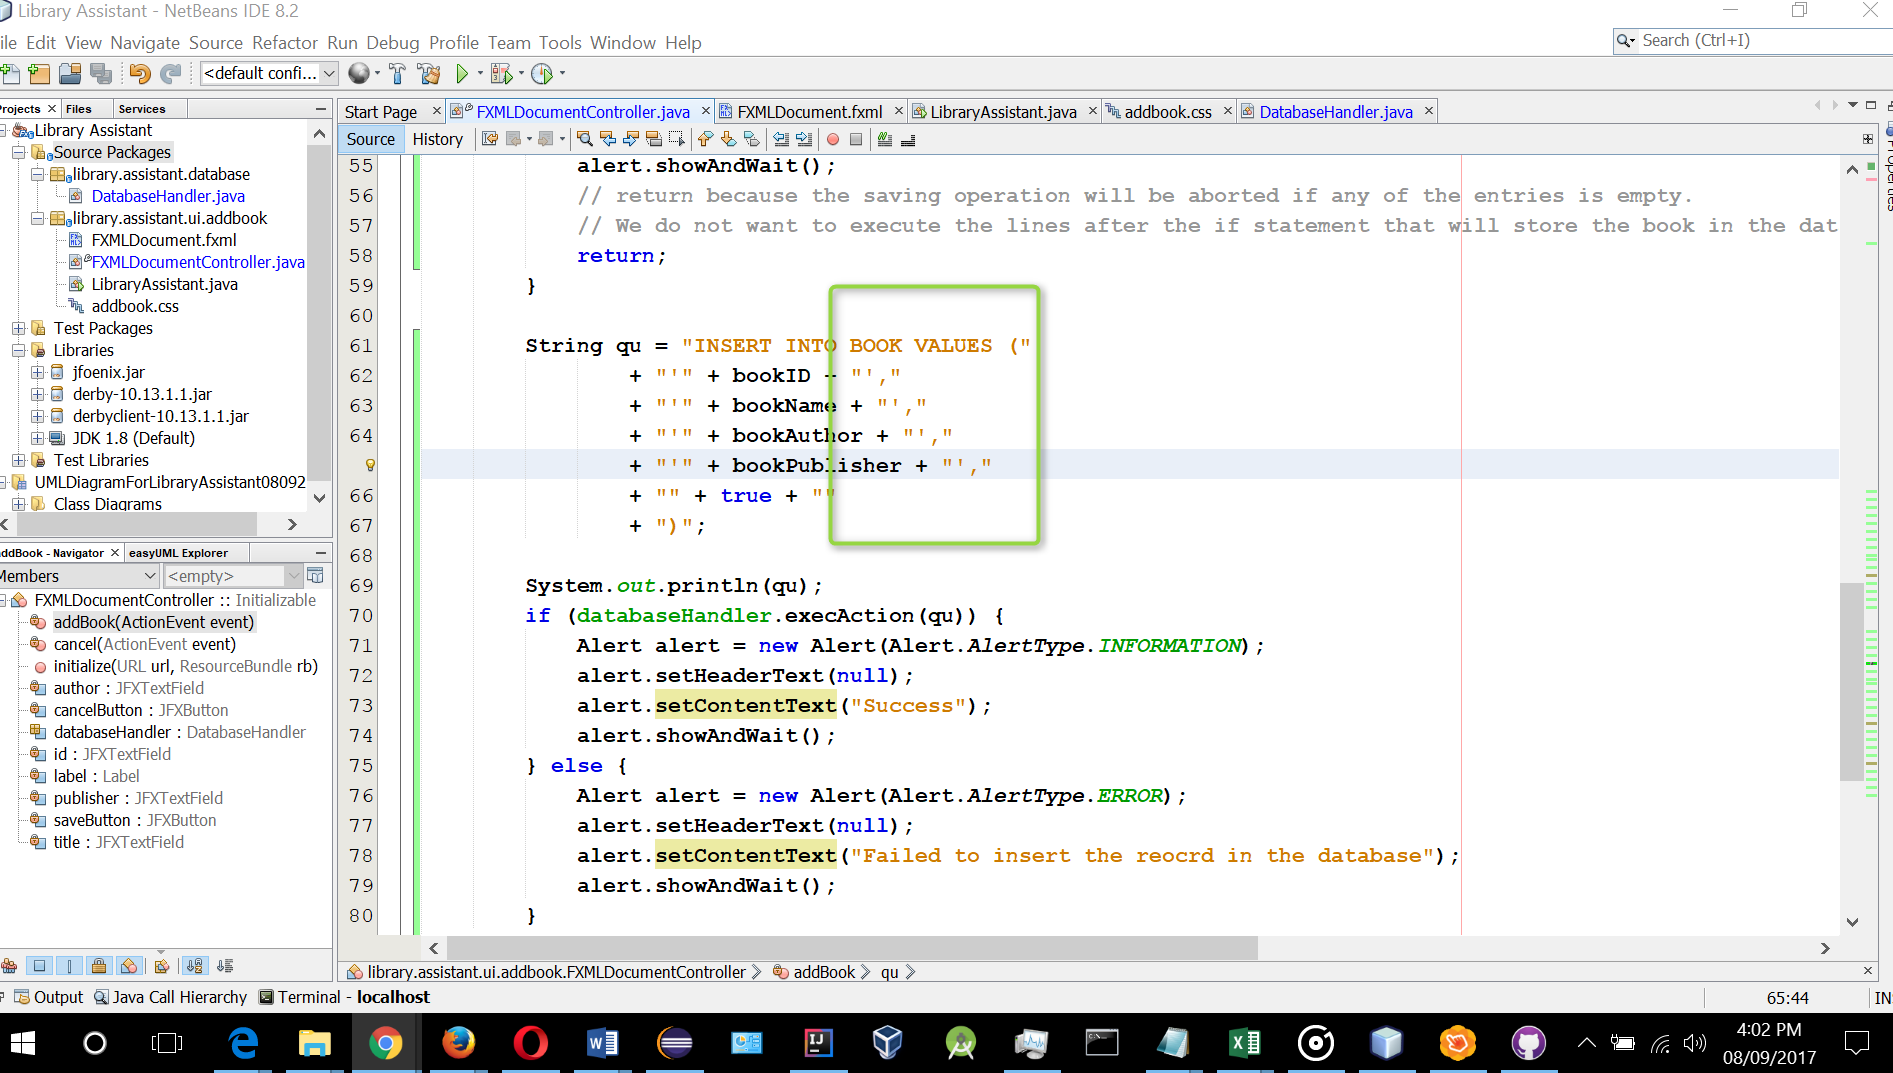 Library Assistant - NetBeans IDE 8.2
ile Edit View Navigate Source Refactor Run Debug Profile Team Tools Window Help
Search (Ctrl+I)
<default confi...
Projects Files Services
Library Assistant
Source Packages
library.assistant.database
DatabaseHandler.java
library.assistant.ui.addbook
FXMLDocument.fxml
FXMLDocumentController.java
LibraryAssistant.java
addbook.css
Test Packages
Libraries
jfoenix.jar
derby-10.13.1.1.jar
derbyclient-10.13.1.1.jar
JDK 1.8 (Default)
Test Libraries
UMLDiagramForLibraryAssistant08092
Class Diagrams
addBook - Navigator easyUML Explorer
Members <empty>
FXMLDocumentController :: Initializable
addBook(ActionEvent event)
cancel(ActionEvent event)
initialize(URL url, ResourceBundle rb)
author : JFXTextField
cancelButton : JFXButton
databaseHandler : DatabaseHandler
id : JFXTextField
label : Label
publisher : JFXTextField
saveButton : JFXButton
title : JFXTextField
Start Page FXMLDocumentController.java FXMLDocument.fxml LibraryAssistant.java addbook.css DatabaseHandler.java
Source History
55 alert.showAndWait();
56 // return because the saving operation will be aborted if any of the entries is empty.
57 // We do not want to execute the lines after the if statement that will store the book in the dat
58 return;
59 }
60
61 String qu = "INSERT INTO BOOK VALUES ("
62 + "'" + bookID + "',"
63 + "'" + bookName + "',"
64 + "'" + bookAuthor + "',"
+ "'" + bookPublisher + "',"
66 + "" + true + ""
67 + ")";
68
69 System.out.println(qu);
70 if (databaseHandler.execAction(qu)) {
71 Alert alert = new Alert(Alert.AlertType.INFORMATION);
72 alert.setHeaderText(null);
73 alert.setContentText("Success");
74 alert.showAndWait();
75 } else {
76 Alert alert = new Alert(Alert.AlertType.ERROR);
77 alert.setHeaderText(null);
78 alert.setContentText("Failed to insert the reocrd in the database");
79 alert.showAndWait();
80 }
library.assistant.ui.addbook.FXMLDocumentController addBook qu
Output Java Call Hierarchy Terminal - localhost
65:44 IN
4:02 PM
08/09/2017